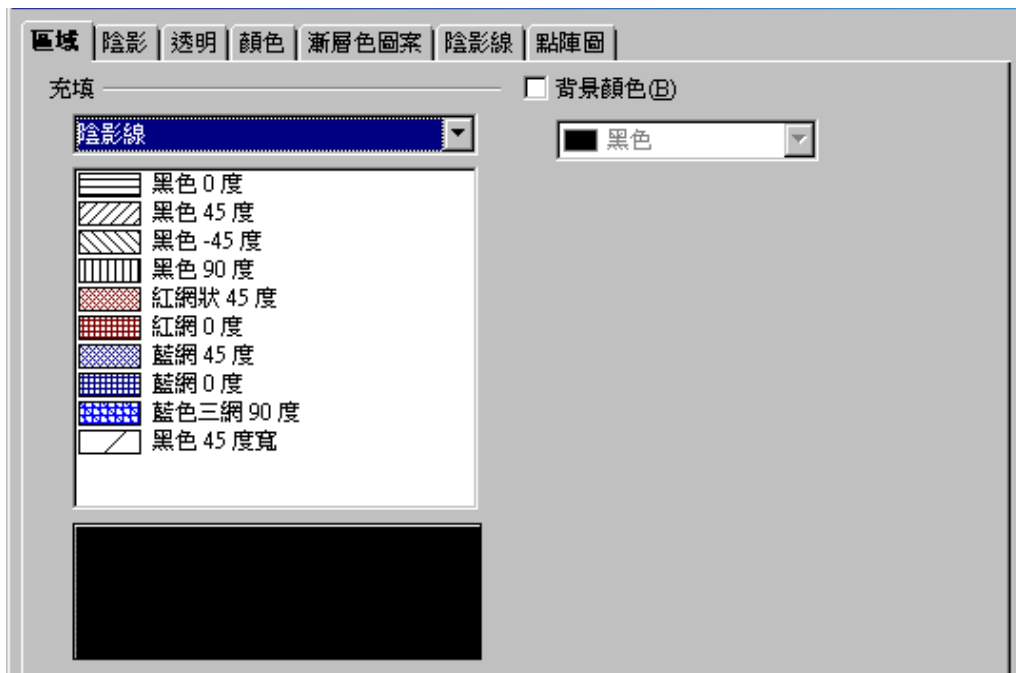 區域 陰影 透明 顏色 漸層色圖案 陰影線 點陣圖
充填
背景顏色(B)
陰影線
黑色
黑色 0 度
黑色 45 度
黑色 -45 度
黑色 90 度
紅網狀 45 度
紅網 0 度
藍網 45 度
藍網 0 度
藍色三網 90 度
黑色 45 度寬